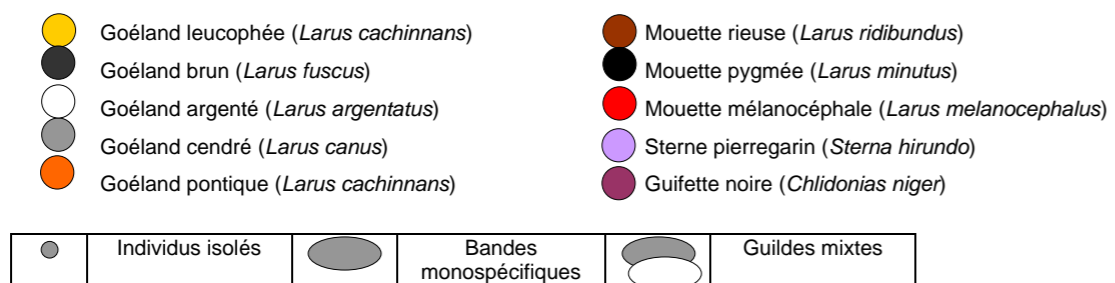 Goéland leucophée (Larus cachinnans)
Goéland brun (Larus fuscus)
Goéland argenté (Larus argentatus)
Goéland cendré (Larus canus)
Goéland pontique (Larus cachinnans)
Mouette rieuse (Larus ridibundus)
Mouette pygmée (Larus minutus)
Mouette mélanocéphale (Larus melanocephalus)
Sterne pierregarin (Sterna hirundo)
Guifette noire (Chlidonias niger)
Individus isolés
Bandes
monospécifiques
Guildes mixtes